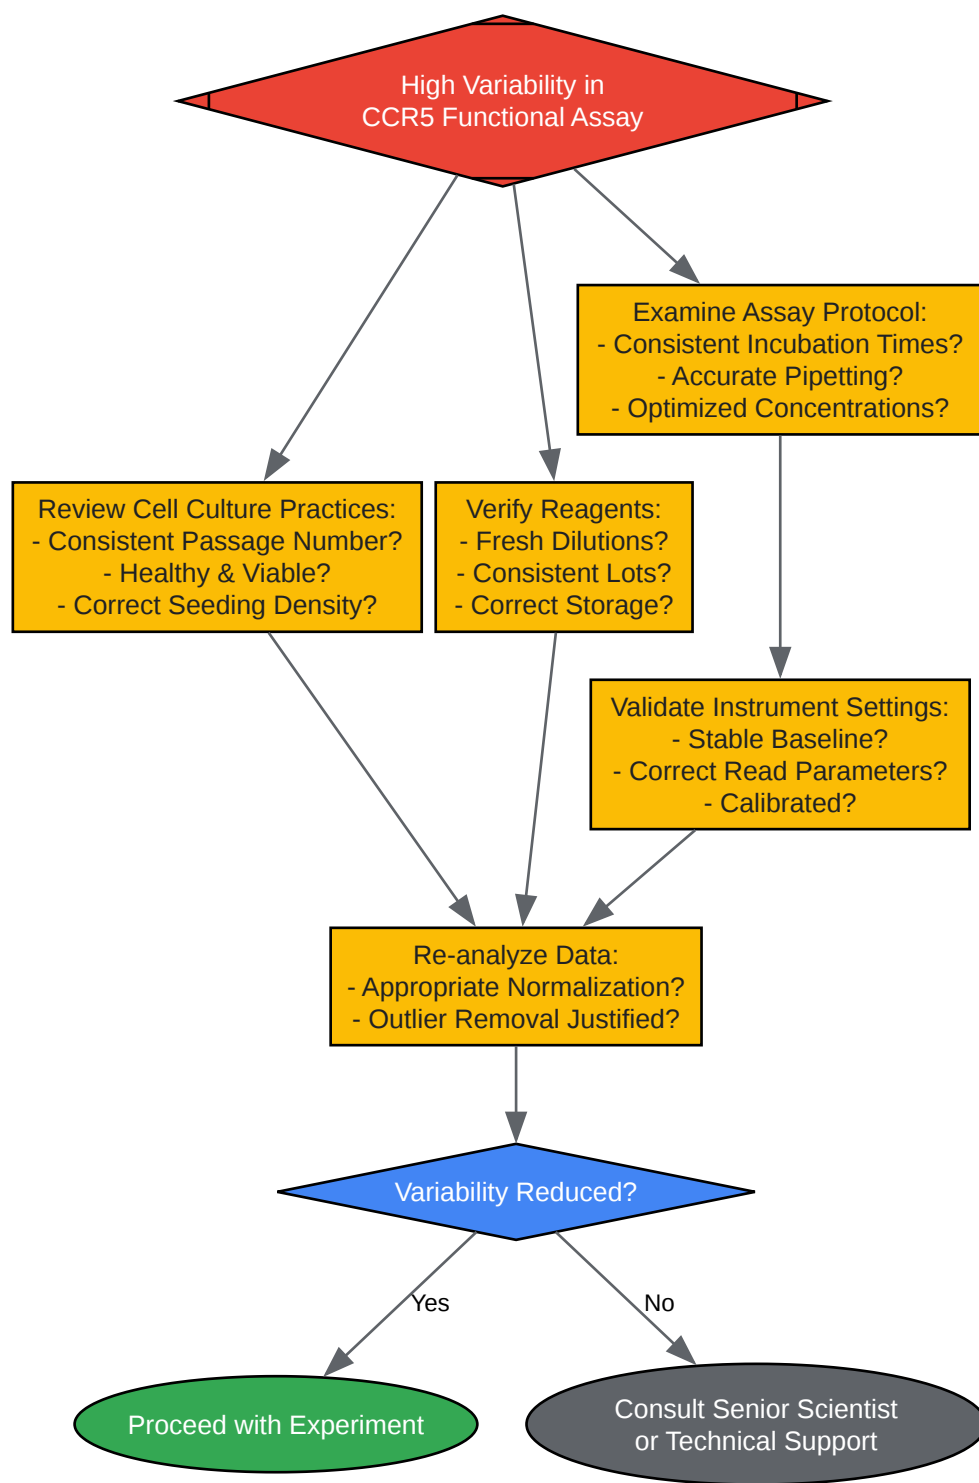 High Variability in
CCR5 Functional Assay
Examine Assay Protocol:
- Consistent Incubation Times?
- Accurate Pipetting?
- Optimized Concentrations?
Review Cell Culture Practices:
- Consistent Passage Number?
- Healthy & Viable?
- Correct Seeding Density?
Verify Reagents:
- Fresh Dilutions?
- Consistent Lots?
- Correct Storage?
Validate Instrument Settings:
- Stable Baseline?
- Correct Read Parameters?
- Calibrated?
Re-analyze Data:
- Appropriate Normalization?
- Outlier Removal Justified?
Variability Reduced?
Yes
No
Proceed with Experiment
Consult Senior Scientist
or Technical Support